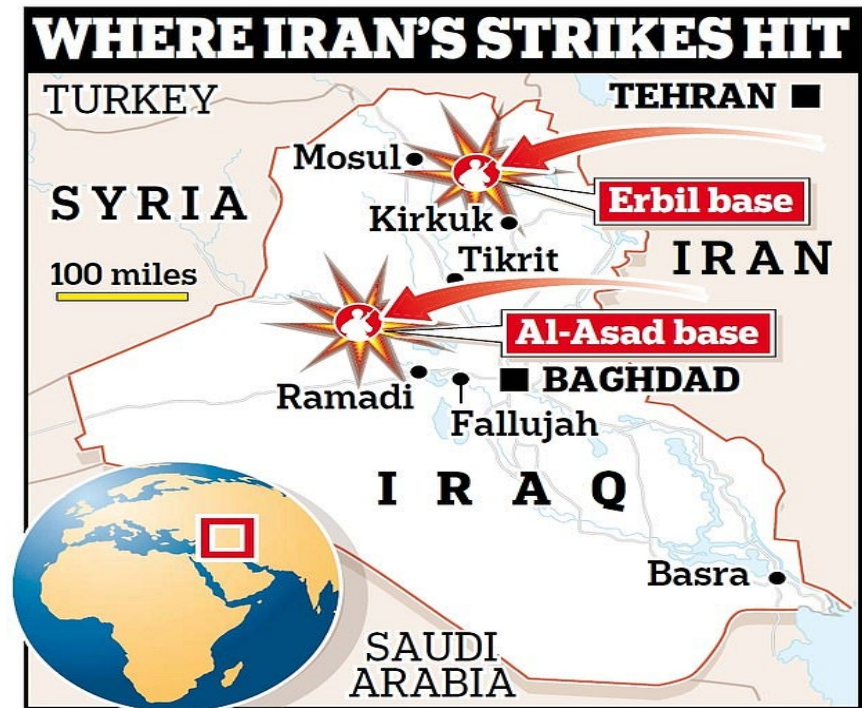 WHERE IRAN'S STRIKES HIT
TURKEY
TEHRAN
Mosul
SYRIA
Erbil base
Kirkuk
IRAN
Tikrit
100 miles
Al-Asad base
Ramadi
BAGHDAD
Fallujah
IRAQ
Basra
SAUDI
ARABIA